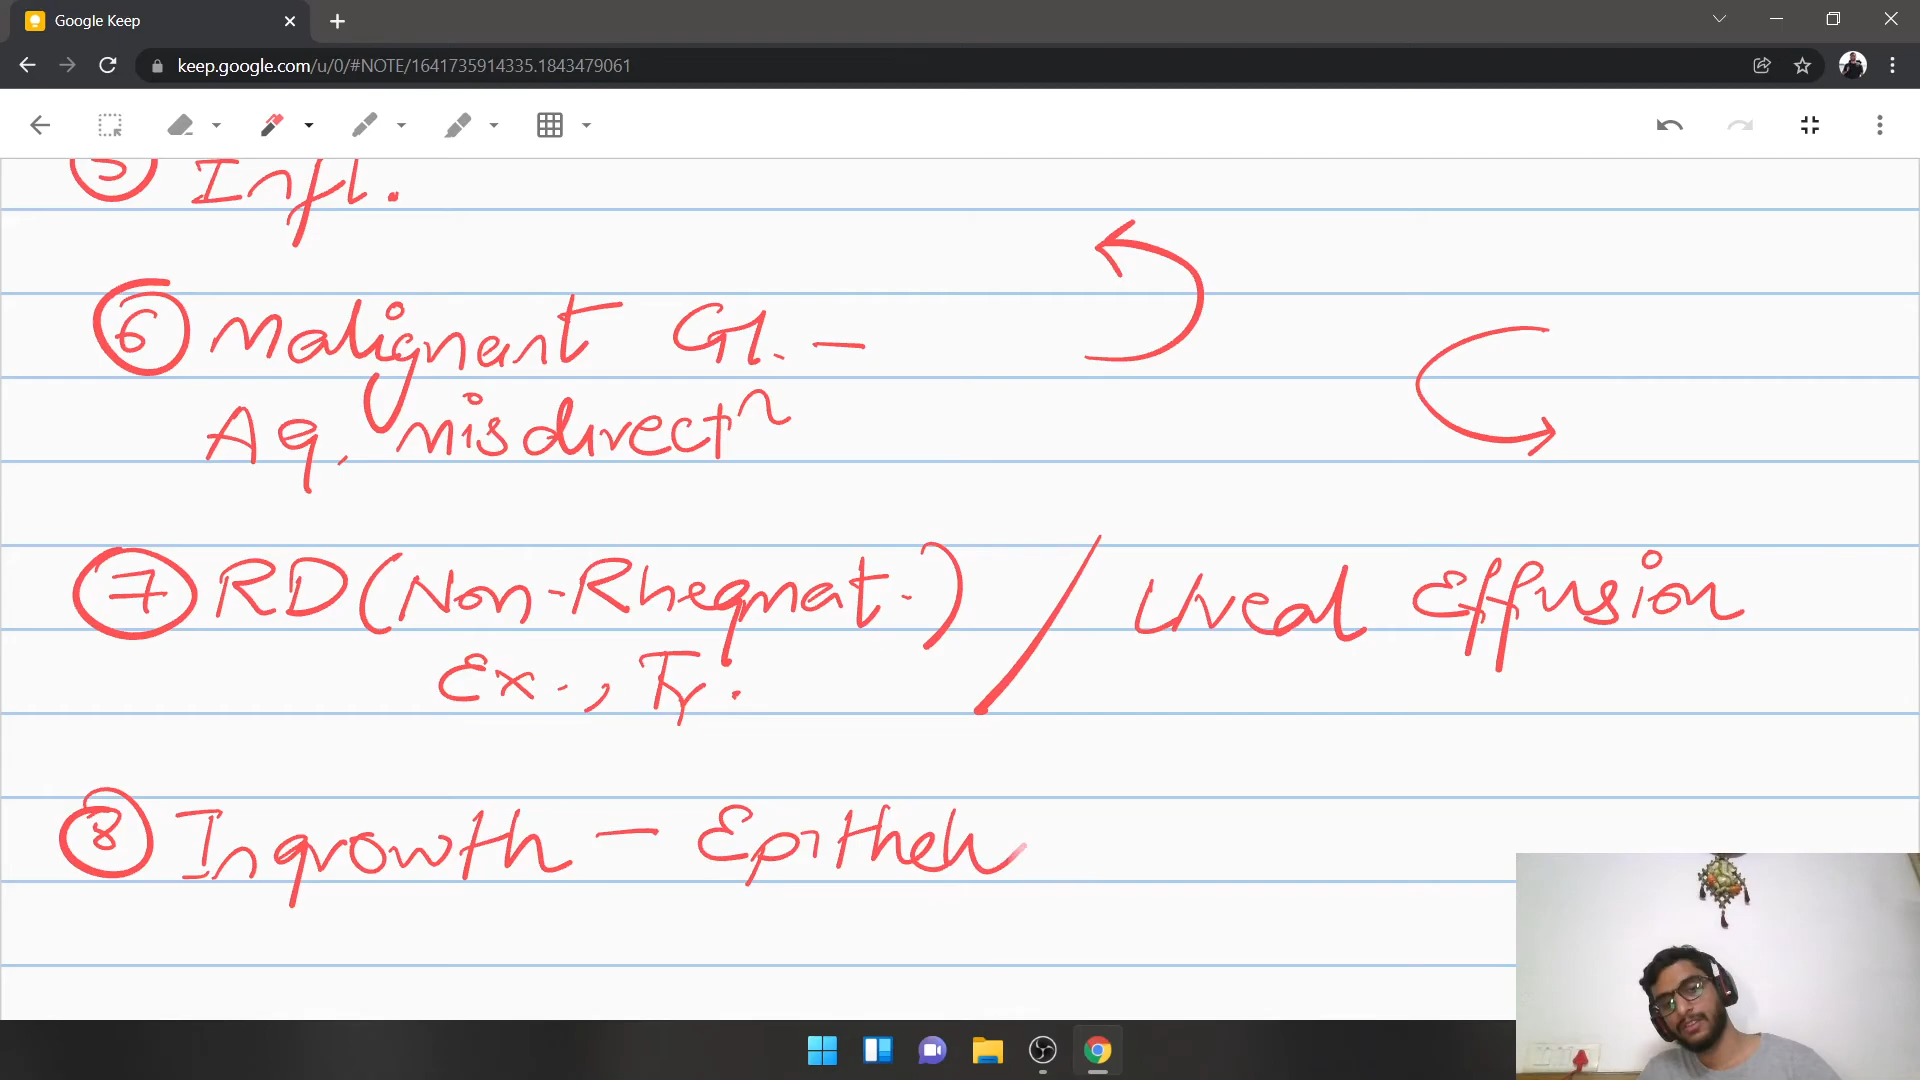 Google Keep
keep.google.com/u/0/#NOTE/1641735914335.1843479061
5 Infl.
6 Malignant Gl. –
Aq. misdirectⁿ
7 RD (Non-Rhegmat.) / Uveal Effusion
Ex., Tr.
8 Ingrowth – Epitheli